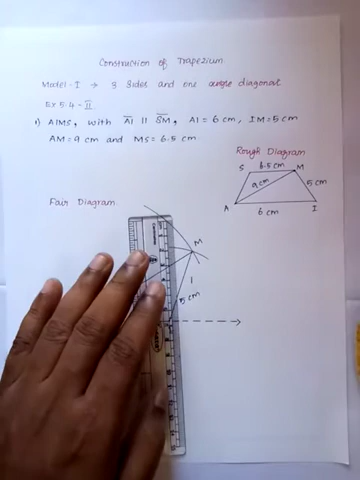 Construction of Trapezium
Model-I → 3 Sides and one diagonal
Ex 5.4 - II
1) AIMS, with AI || SM, AI = 6 cm, IM = 5 cm
AM = 9 cm and MS = 6.5 cm
Rough Diagram
S 6.5 cm M
9 cm 5 cm
A I
6 cm
Fair Diagram
M
5 cm